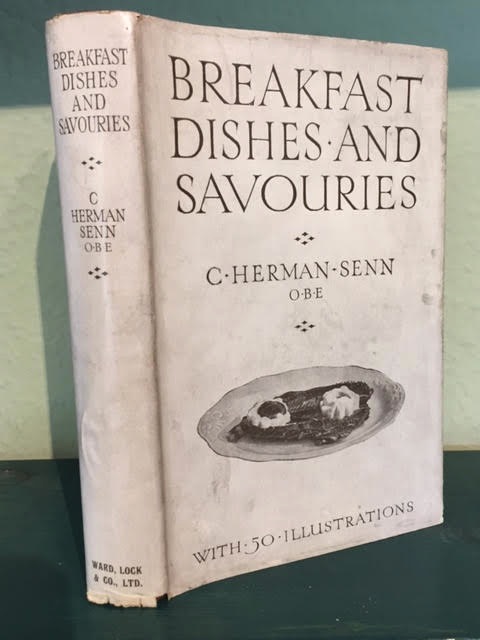 BREAKFAST
DISHES
AND
SAVOURIES
C
HERMAN
SENN
O·B·E
WARD, LOCK
& CO., LTD.
BREAKFAST
DISHES·AND
SAVOURIES
C·HERMAN·SENN
O·B·E
WITH·50·ILLUSTRATIONS